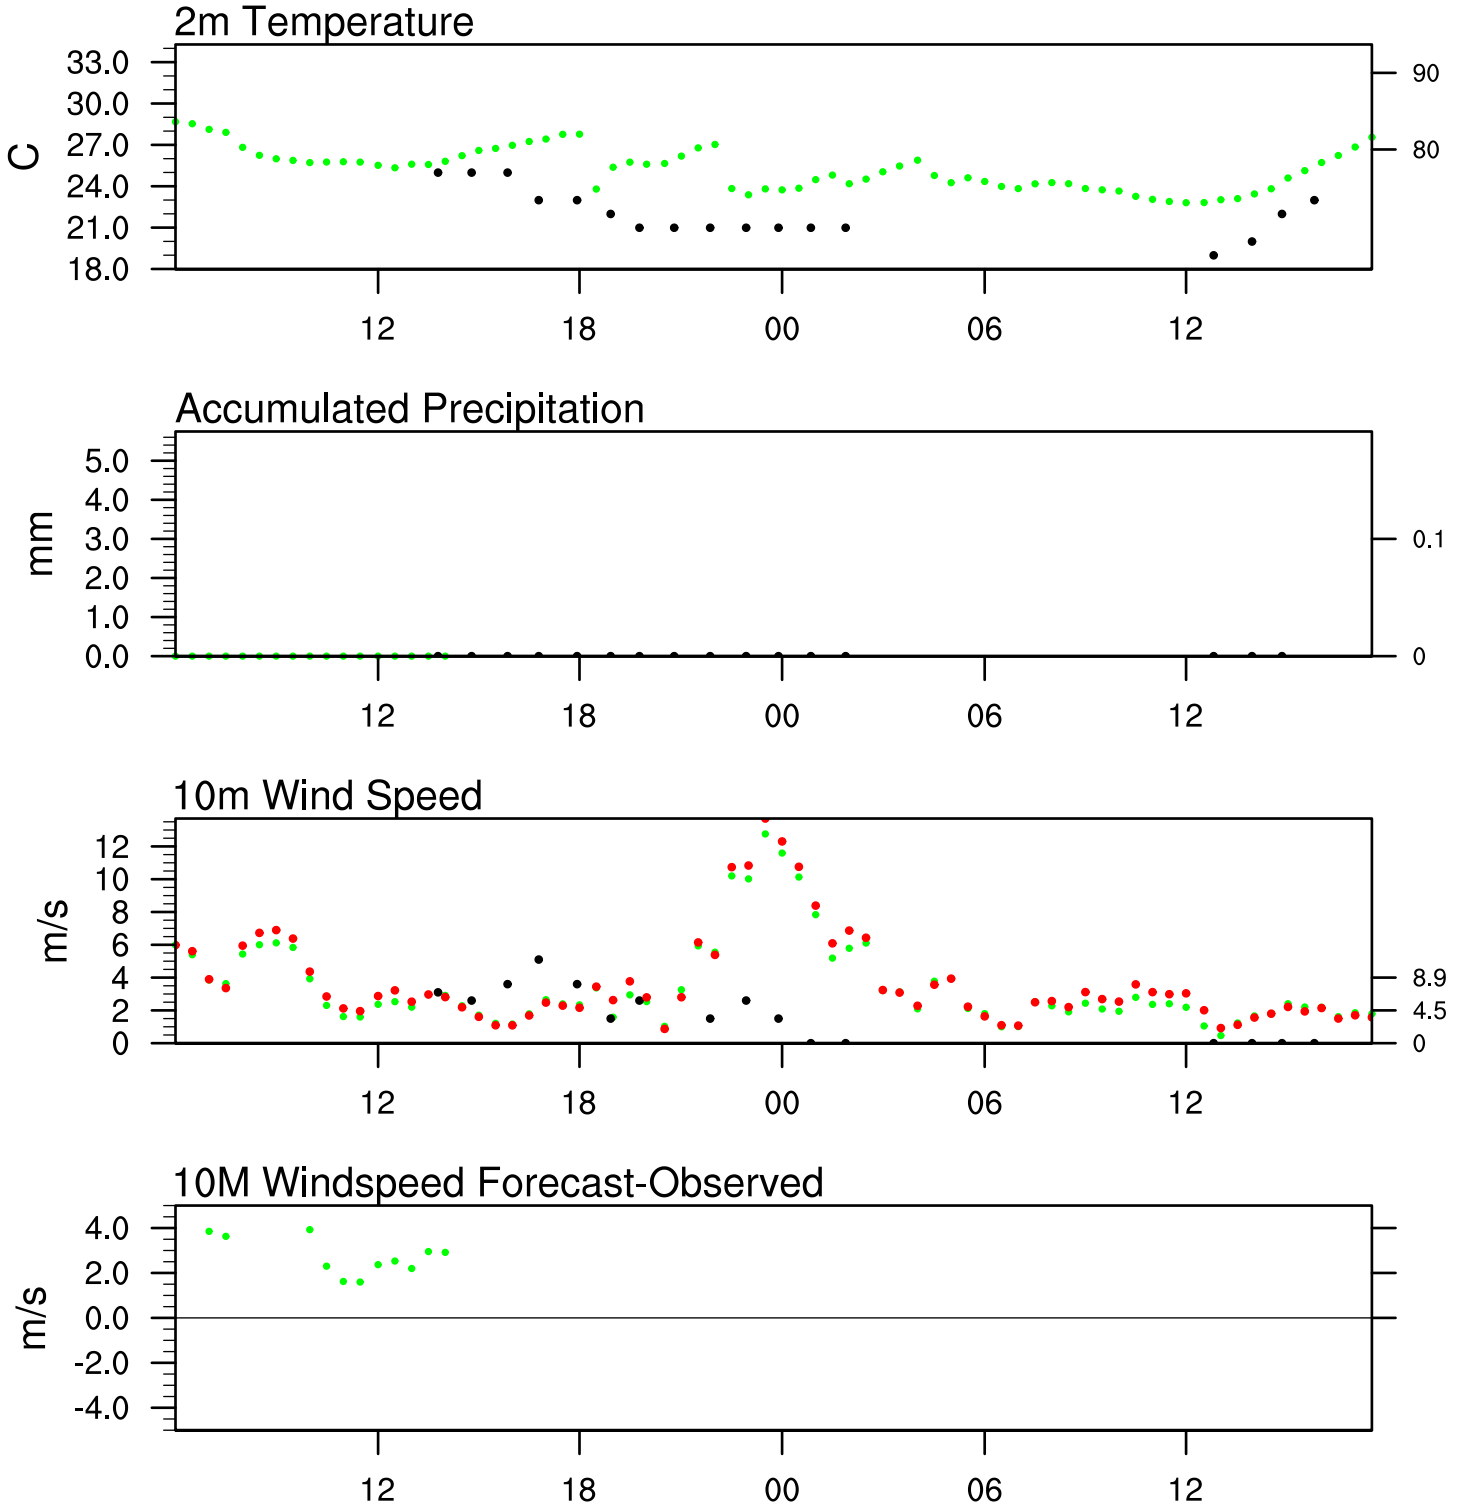 2m Temperature
33.0
30.0
27.0
24.0
21.0
18.0
C
90
80
12 18 00 06 12
Accumulated Precipitation
5.0
4.0
3.0
2.0
1.0
0.0
mm
0.1
0
12 18 00 06 12
10m Wind Speed
12
10
8
6
4
2
0
m/s
8.9
4.5
0
12 18 00 06 12
10M Windspeed Forecast-Observed
4.0
2.0
0.0
-2.0
-4.0
m/s
12 18 00 06 12